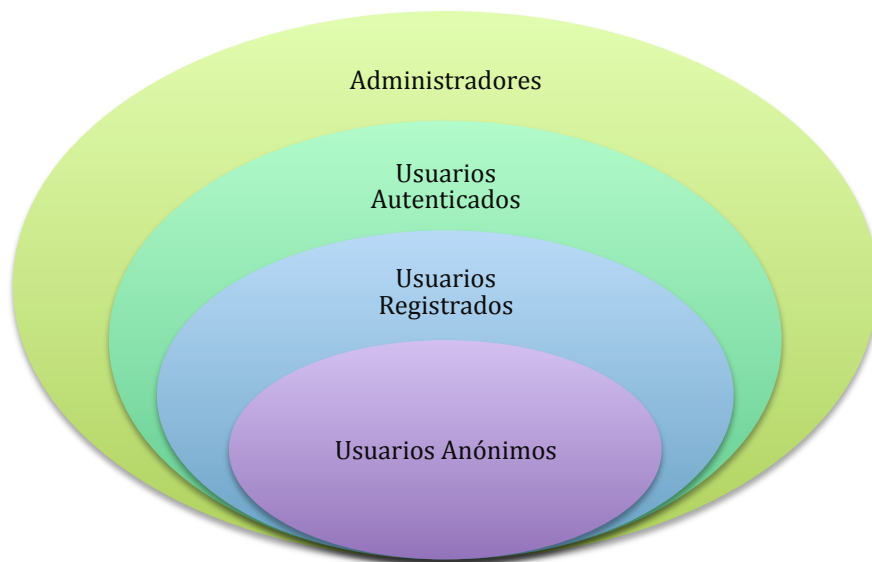 Administradores
Usuarios
Autenticados
Usuarios
Registrados
Usuarios Anónimos